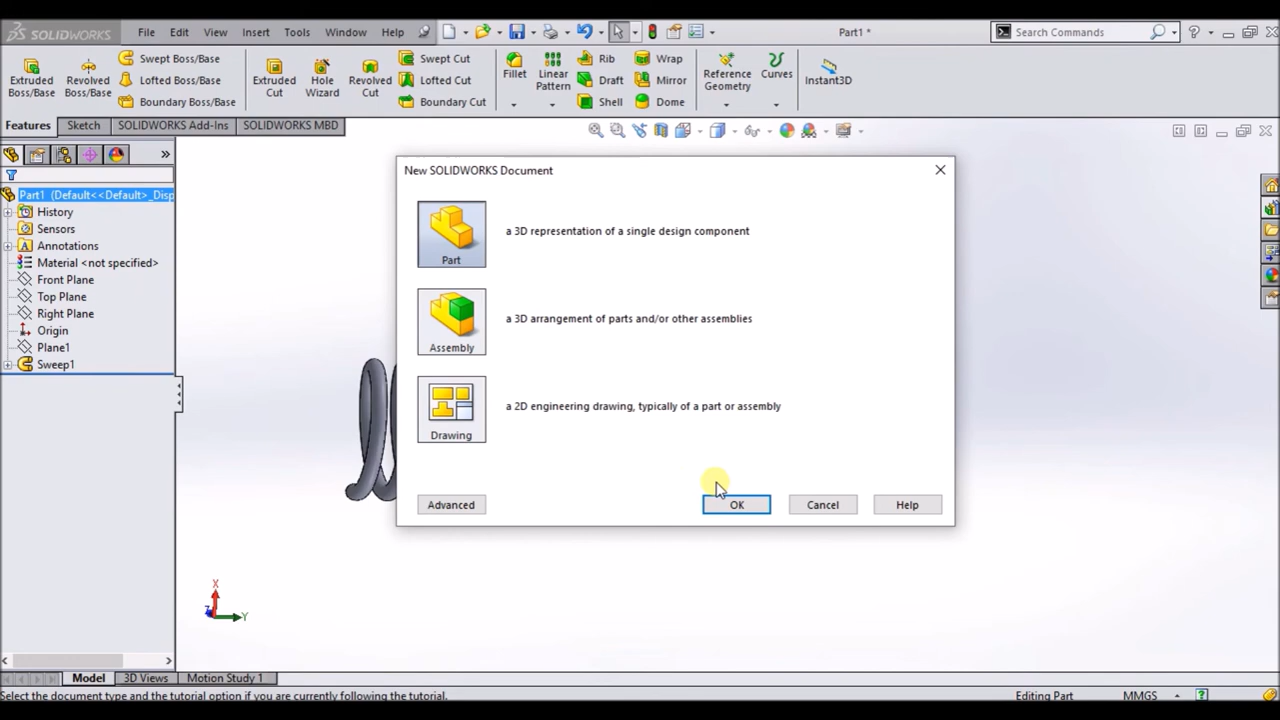 SOLIDWORKS File Edit View Insert Tools Window Help Part1 * Search Commands
Extruded Boss/Base
Revolved Boss/Base
Swept Boss/Base
Lofted Boss/Base
Boundary Boss/Base
Extruded Cut
Hole Wizard
Revolved Cut
Swept Cut
Lofted Cut
Boundary Cut
Fillet
Linear Pattern
Rib
Draft
Shell
Wrap
Mirror
Dome
Reference Geometry
Curves
Instant3D
Features Sketch SOLIDWORKS Add-Ins SOLIDWORKS MBD
Part1 (Default<<Default>_Disp
History
Sensors
Annotations
Material <not specified>
Front Plane
Top Plane
Right Plane
Origin
Plane1
Sweep1
New SOLIDWORKS Document
Part
a 3D representation of a single design component
Assembly
a 3D arrangement of parts and/or other assemblies
Drawing
a 2D engineering drawing, typically of a part or assembly
Advanced OK Cancel Help
X
Z
Y
Model 3D Views Motion Study 1
Select the document type and the tutorial option if you are currently following the tutorial. Editing Part MMGS